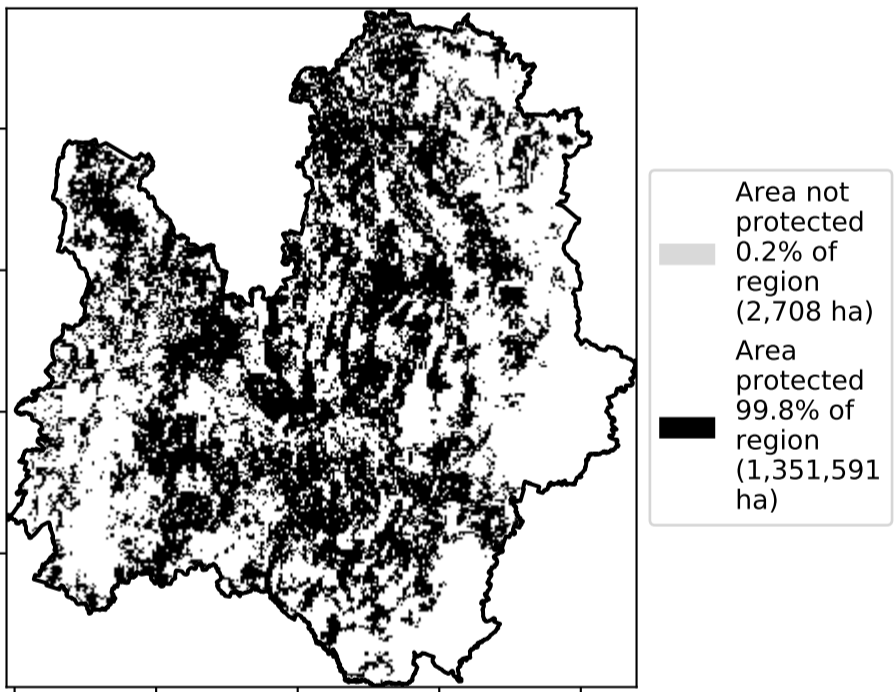 Area not
protected
0.2% of
region
(2,708 ha)
Area
protected
99.8% of
region
(1,351,591
ha)